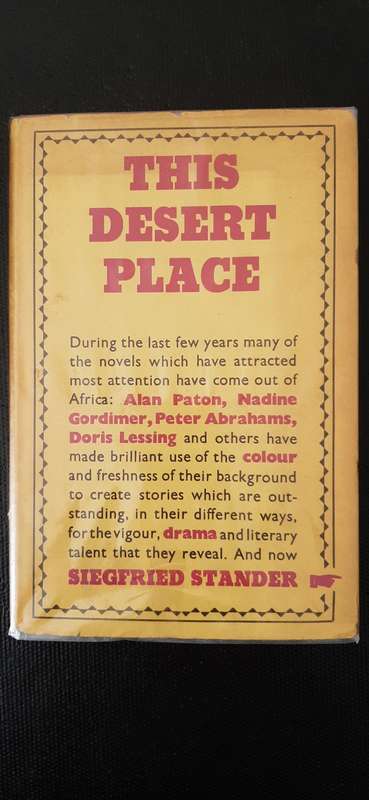 THIS
DESERT
PLACE
During the last few years many of
the novels which have attracted
most attention have come out of
Africa: Alan Paton, Nadine
Gordimer, Peter Abrahams,
Doris Lessing and others have
made brilliant use of the colour
and freshness of their background
to create stories which are out-
standing, in their different ways,
for the vigour, drama and literary
talent that they reveal. And now
SIEGFRIED STANDER